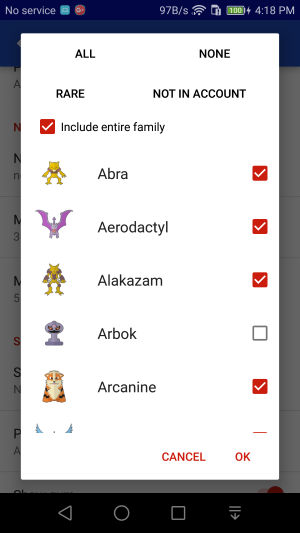 No service 97B/s 100 4:18 PM
ALL NONE
RARE NOT IN ACCOUNT
Include entire family
Abra
Aerodactyl
Alakazam
Arbok
Arcanine
CANCEL OK